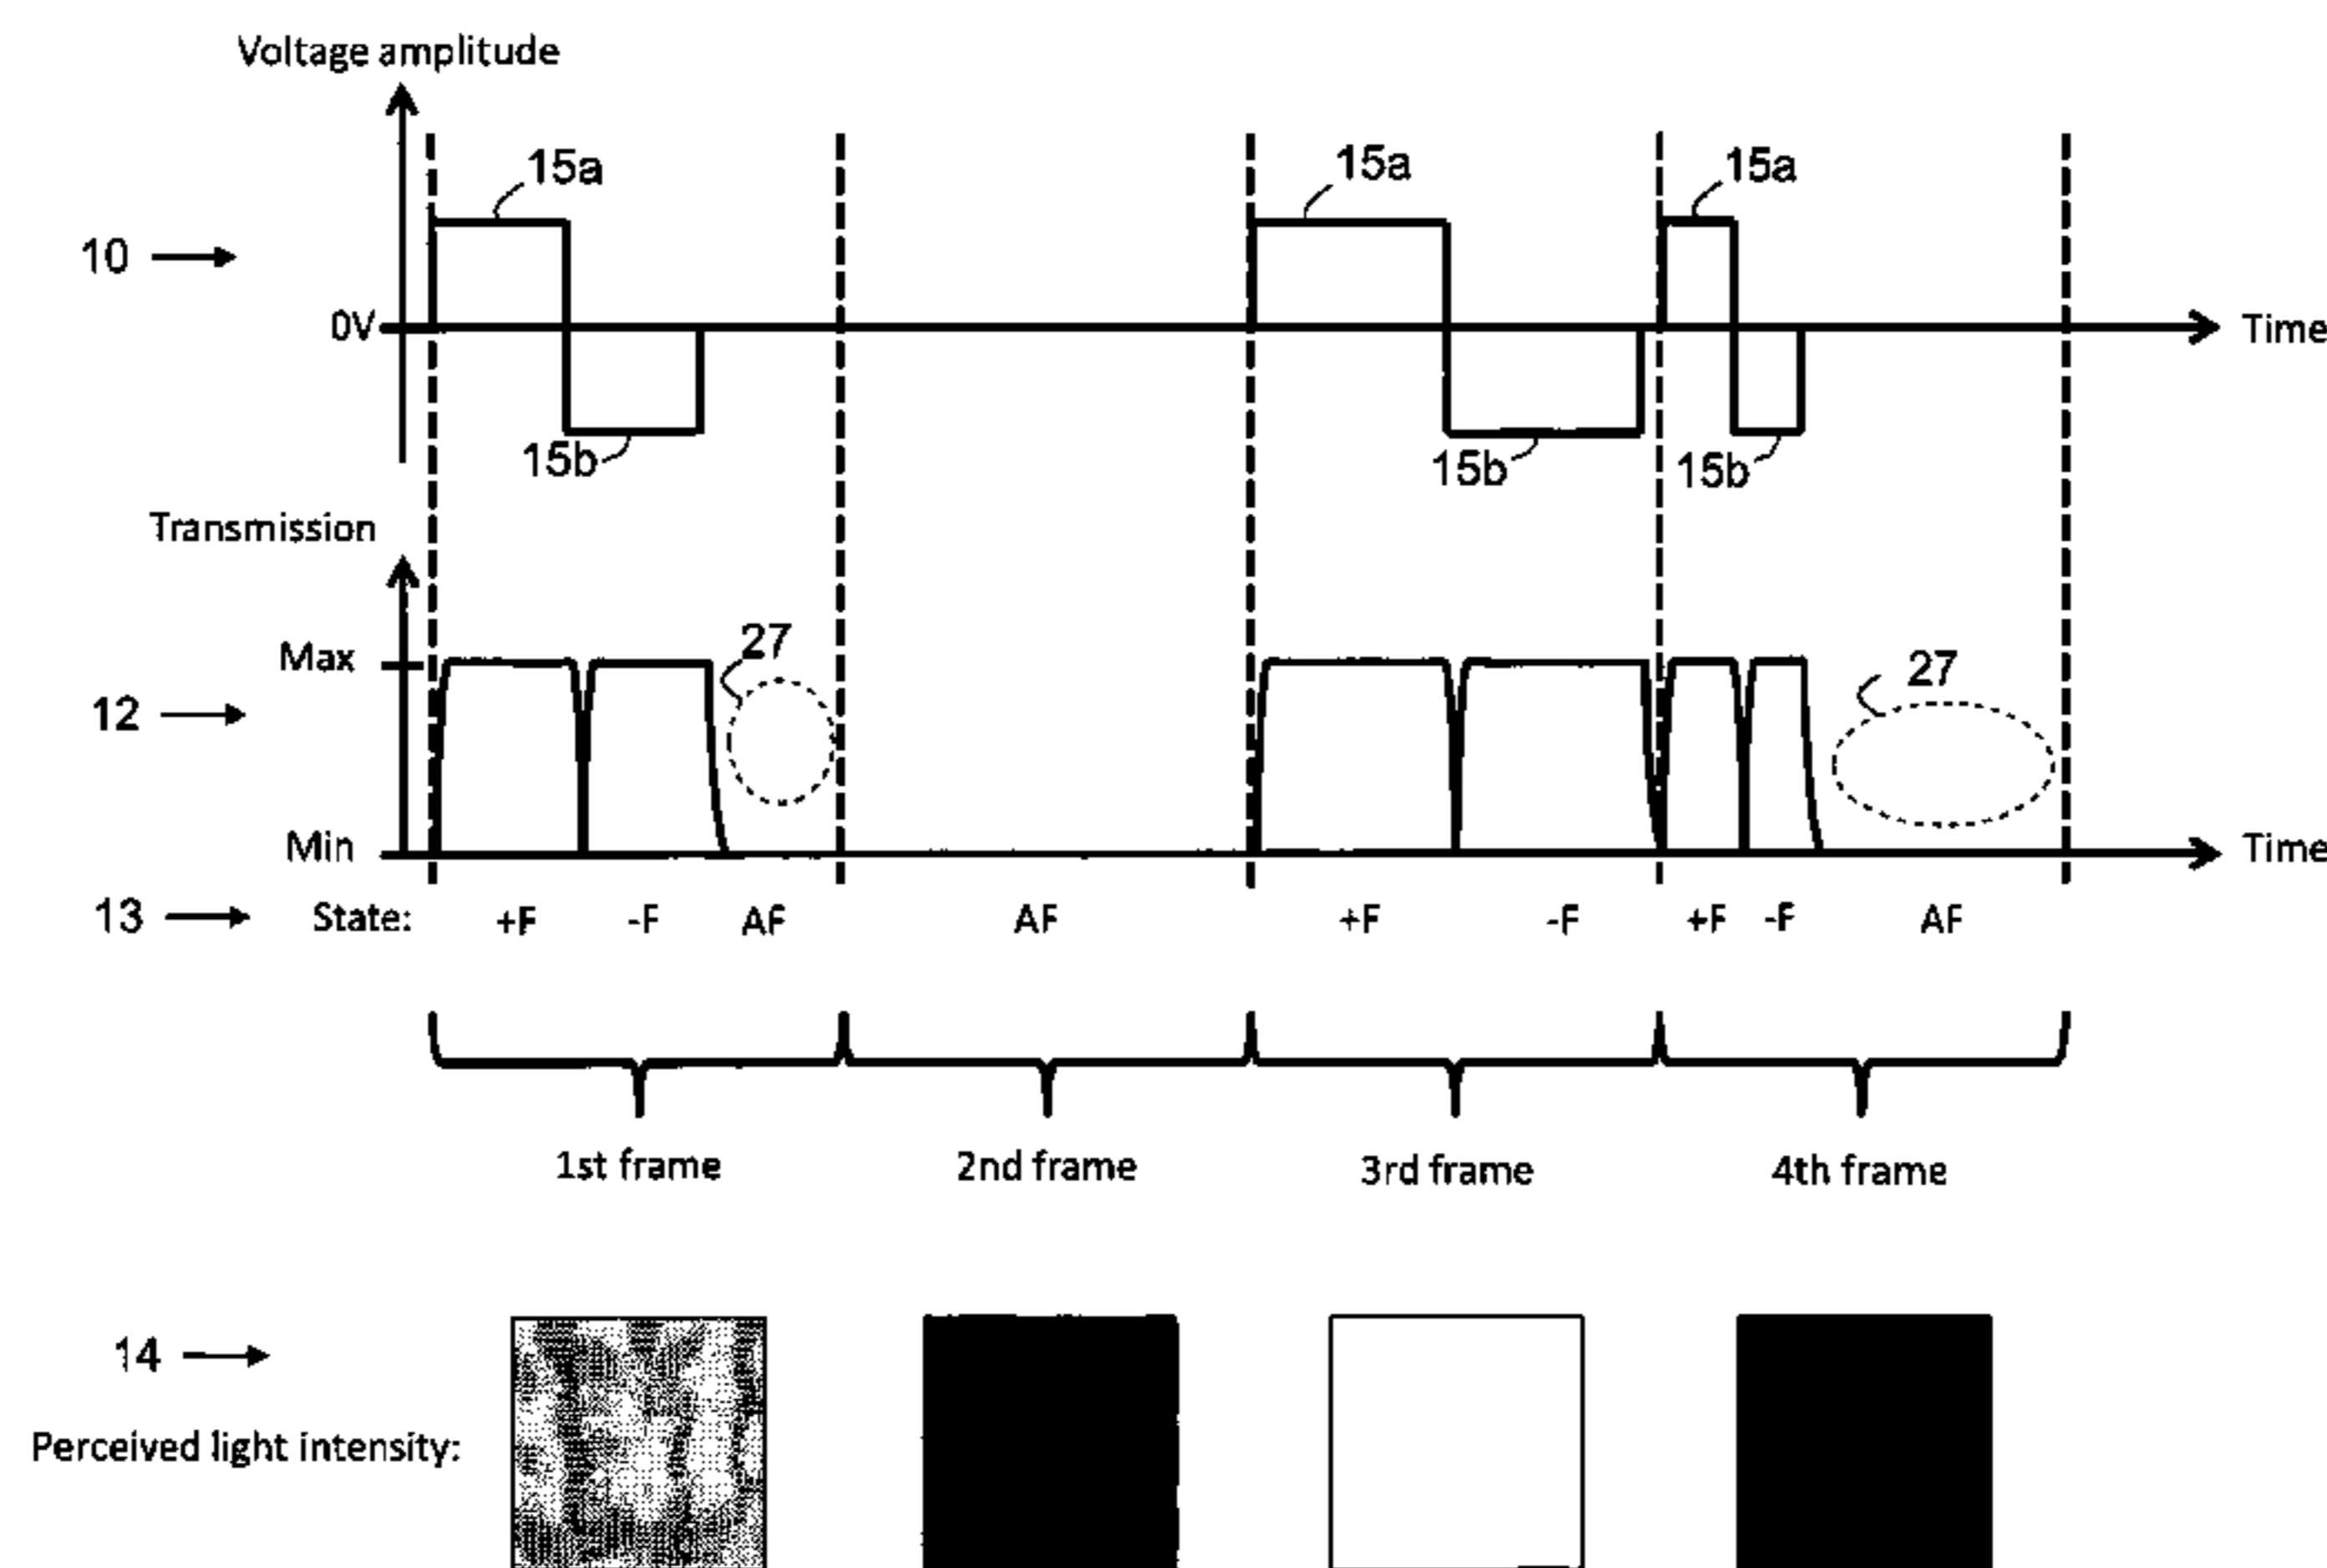 Voltage amplitude
15a
15a
15a
10
0V
Time
15b
15b
15b
Transmission
27
27
Max
12
Min
Time
13
State: +F -F AF AF +F -F +F -F AF
1st frame 2nd frame 3rd frame 4th frame
14
Perceived light intensity: